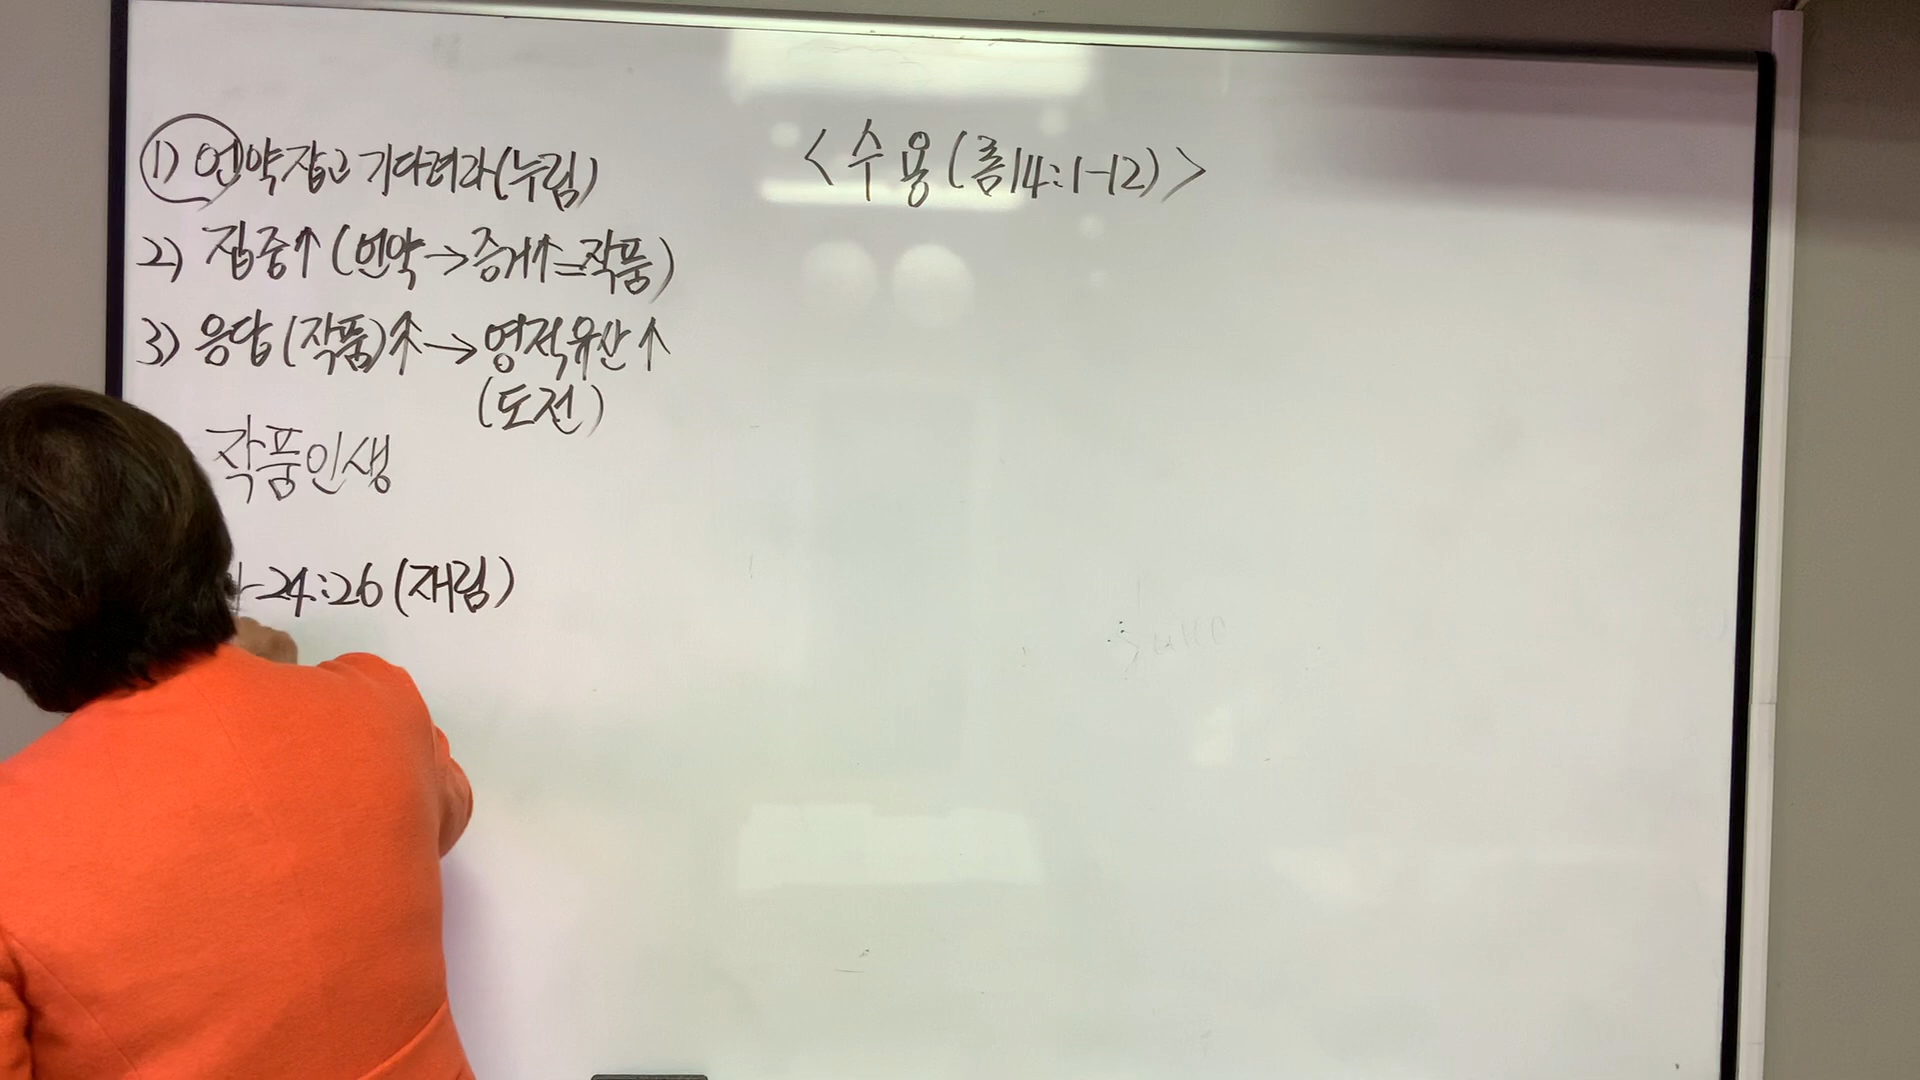 1) 언약잡고 기다려라(누림)
2) 집중↑ (언약→증거↑=작품)
3) 응답(작품)↑→영적유산↑
(도전)
작품인생
-24:26(재림)
<수용(롬14:1-12)>